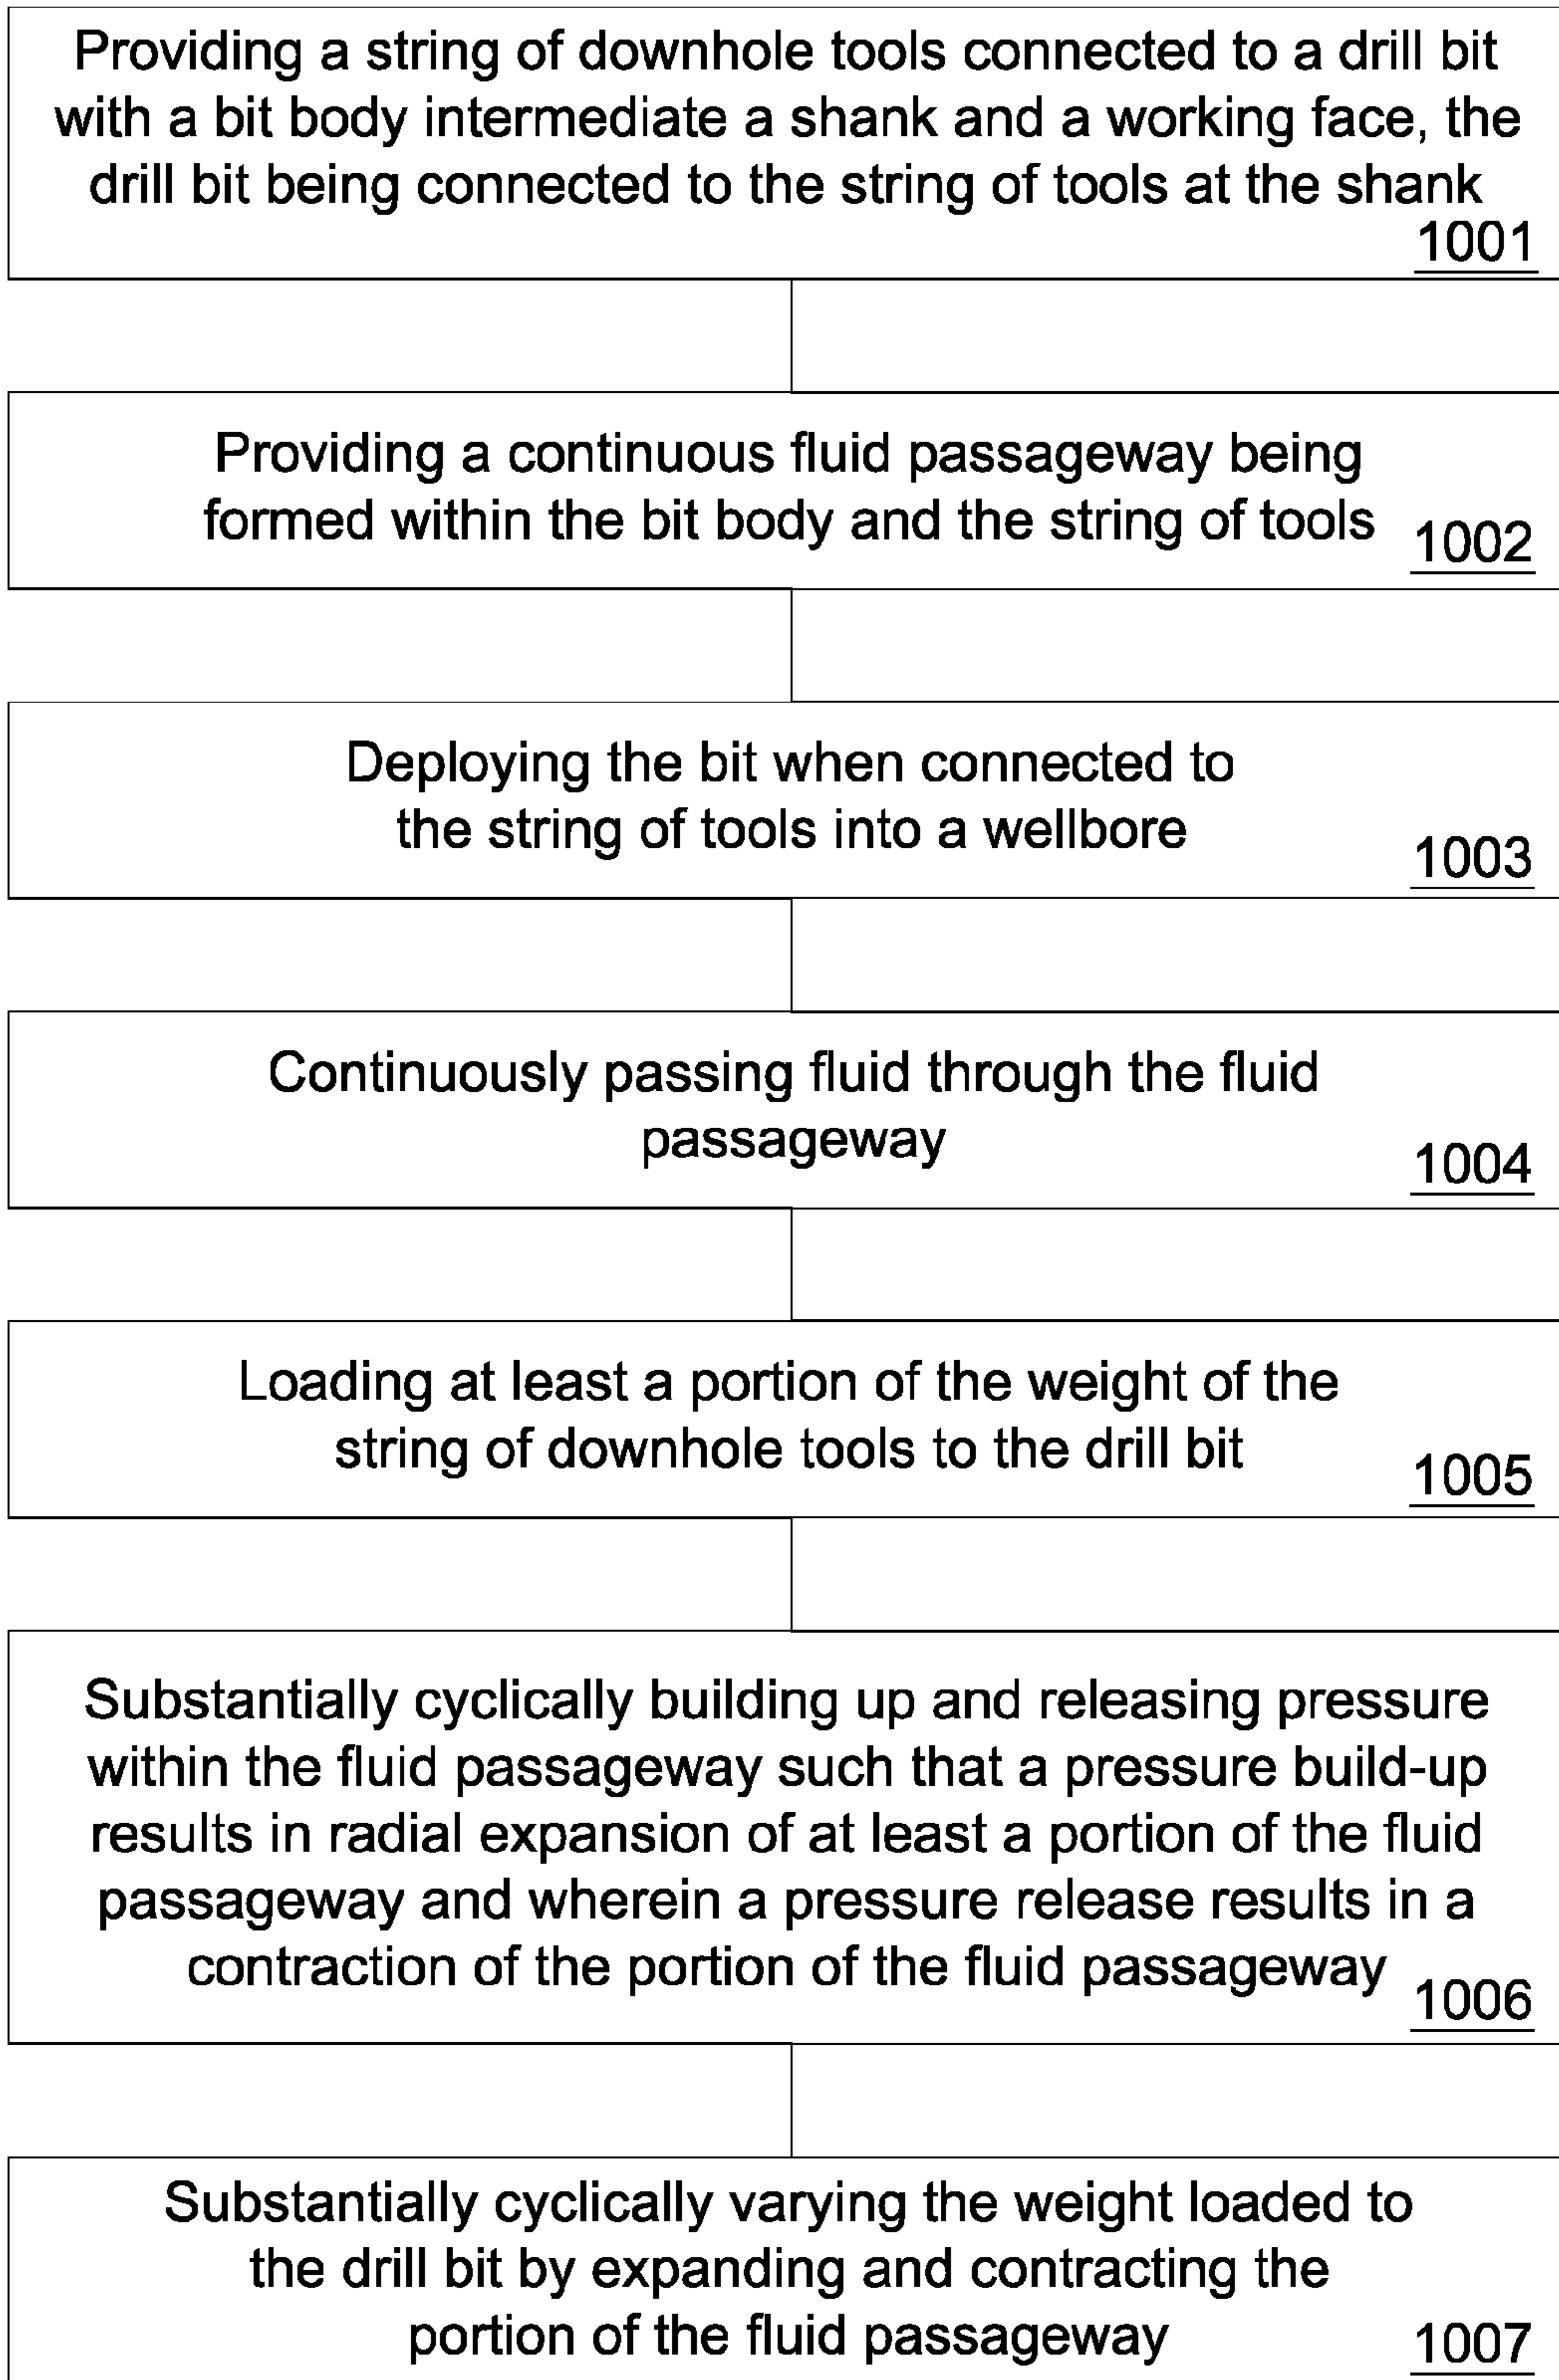 Providing a string of downhole tools connected to a drill bit
with a bit body intermediate a shank and a working face, the
drill bit being connected to the string of tools at the shank
1001
Providing a continuous fluid passageway being
formed within the bit body and the string of tools 1002
Deploying the bit when connected to
the string of tools into a wellbore
1003
Continuously passing fluid through the fluid
passageway
1004
Loading at least a portion of the weight of the
string of downhole tools to the drill bit
1005
Substantially cyclically building up and releasing pressure
within the fluid passageway such that a pressure build-up
results in radial expansion of at least a portion of the fluid
passageway and wherein a pressure release results in a
contraction of the portion of the fluid passageway
1006
Substantially cyclically varying the weight loaded to
the drill bit by expanding and contracting the
portion of the fluid passageway
1007